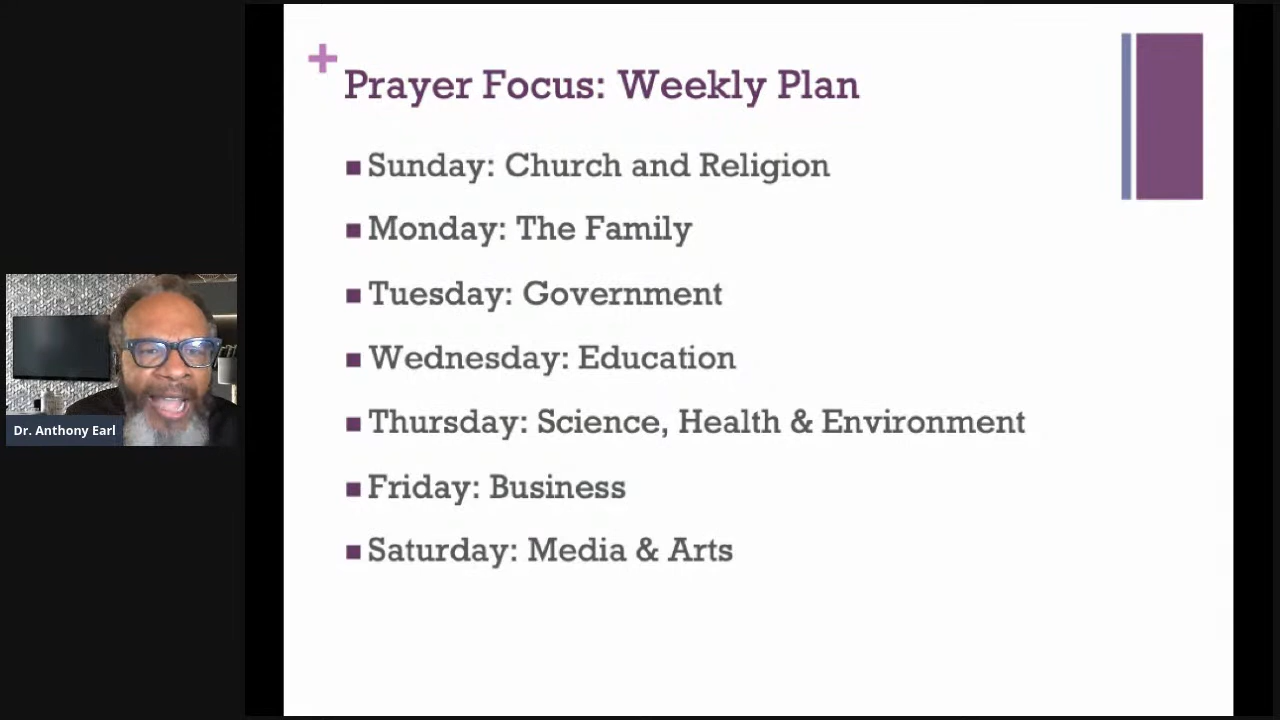 +
Prayer Focus: Weekly Plan
■ Sunday: Church and Religion
■ Monday: The Family
■ Tuesday: Government
■ Wednesday: Education
■ Thursday: Science, Health & Environment
■ Friday: Business
■ Saturday: Media & Arts
Dr. Anthony Earl